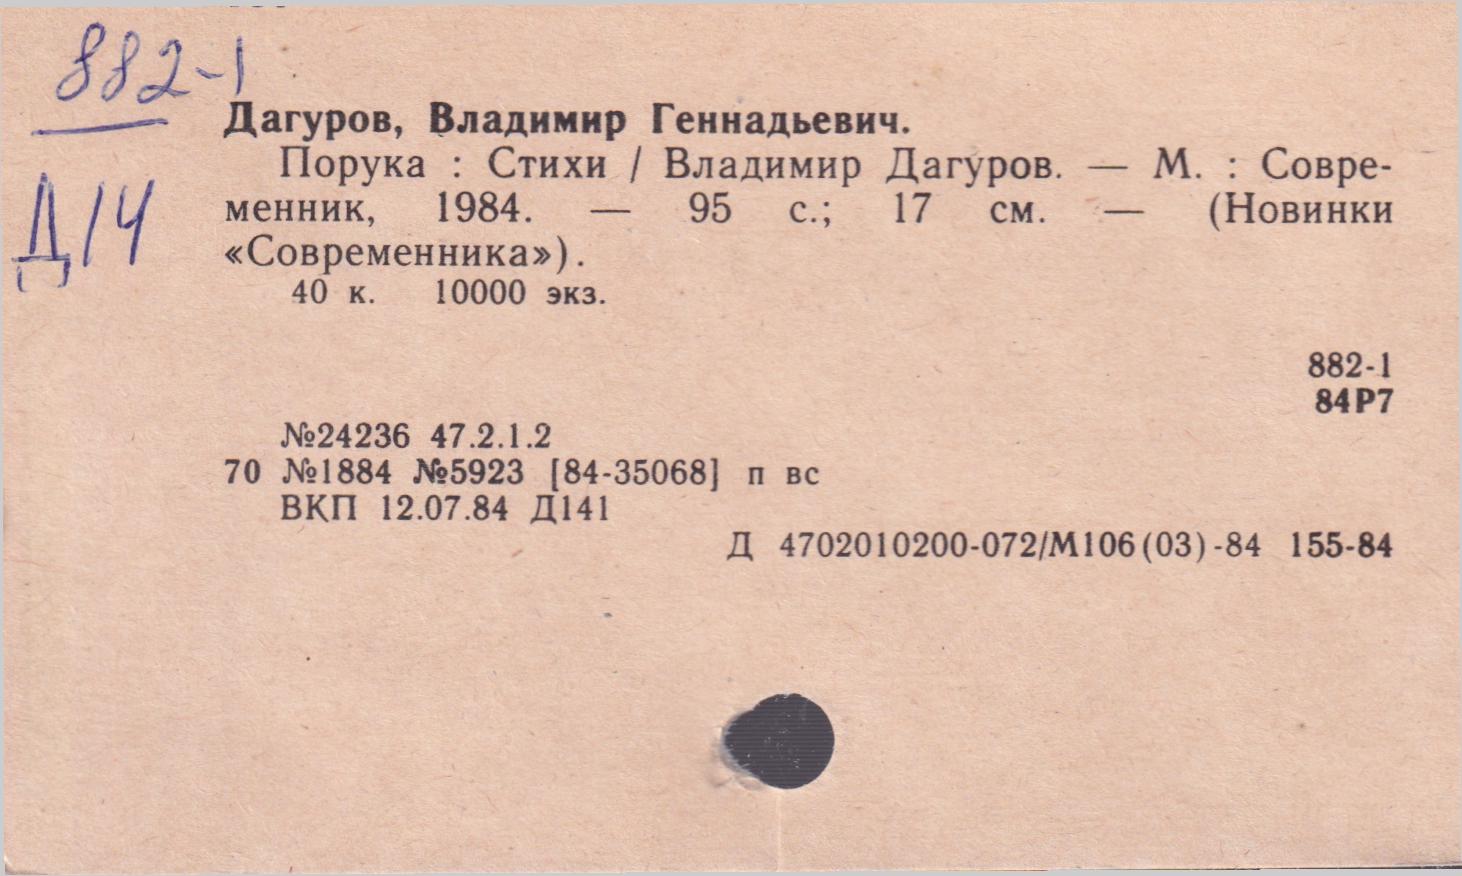 882-1
Дагуров, Владимир Геннадьевич.
Д14
Порука : Стихи / Владимир Дагуров. — М. : Совре-
менник, 1984. — 95 с.; 17 см. — (Новинки
«Современника»).
40 к. 10000 экз.
882-1
84Р7
№24236 47.2.1.2
70 №1884 №5923 [84-35068] п вс
ВКП 12.07.84 Д141
Д 4702010200-072/М106(03)-84 155-84